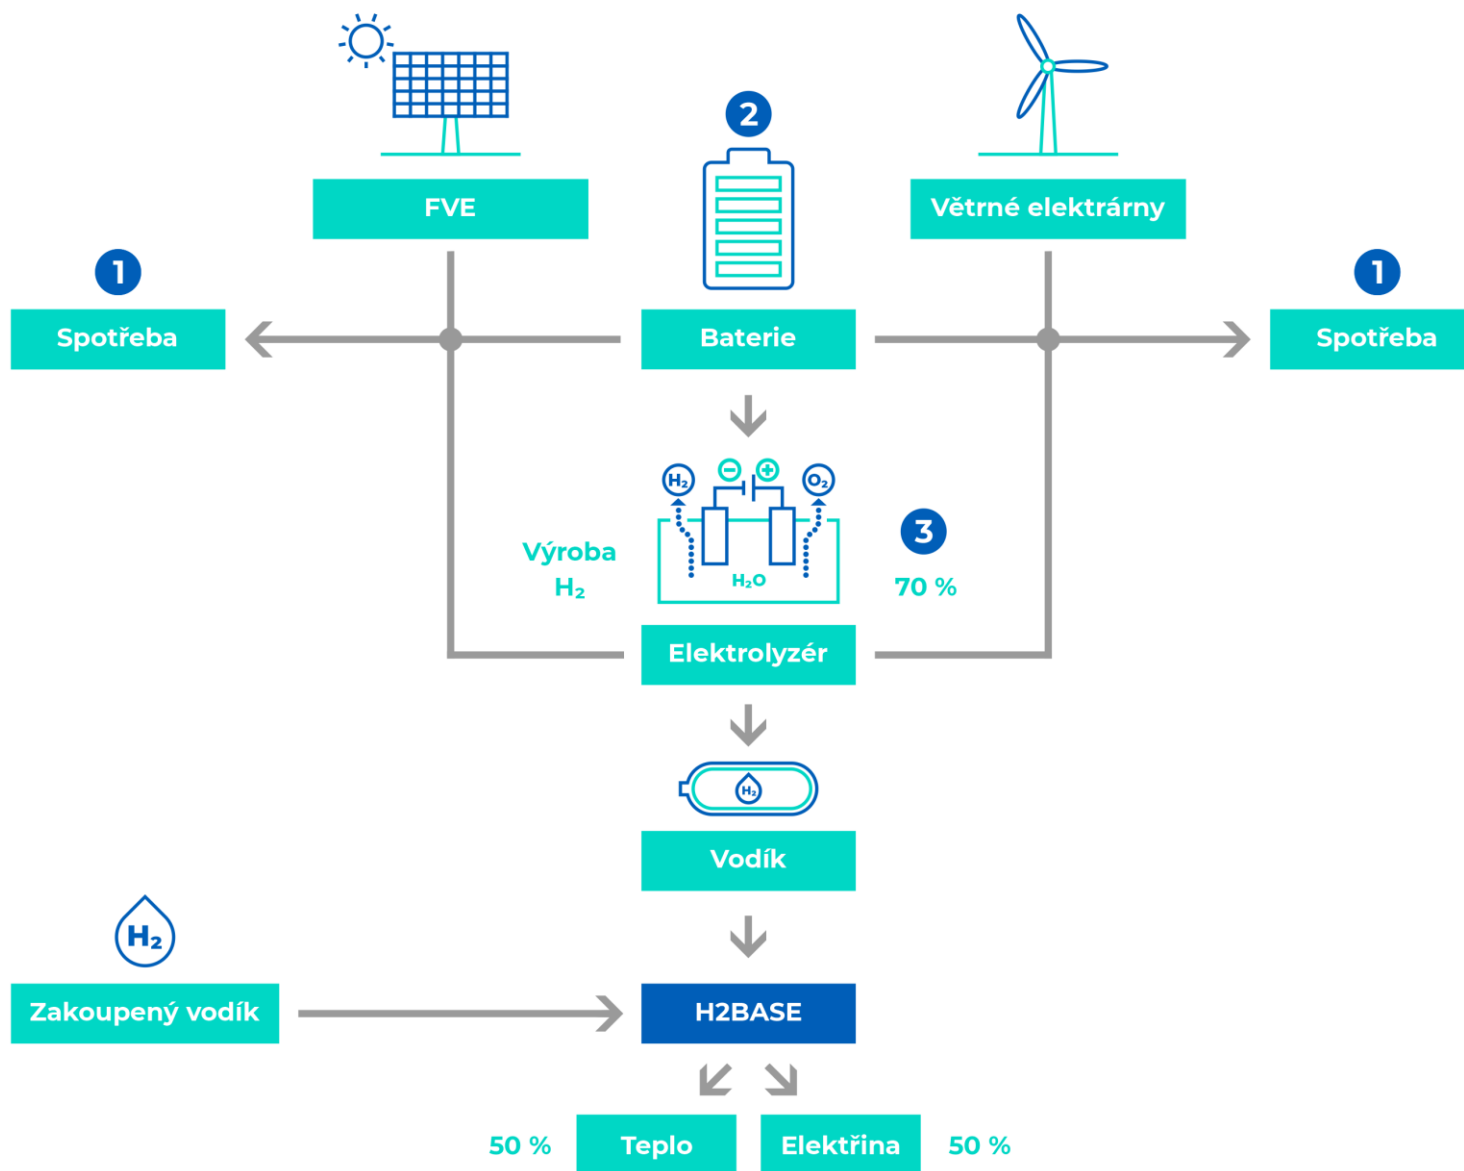 2
FVE
Větrné elektrárny
1
1
Spotřeba
Baterie
Spotřeba
H₂
O₂
3
Výroba
H₂
H₂O
70 %
Elektrolyzér
H₂
Vodík
H₂
Zakoupený vodík
H2BASE
50 %
Teplo
Elektřina
50 %